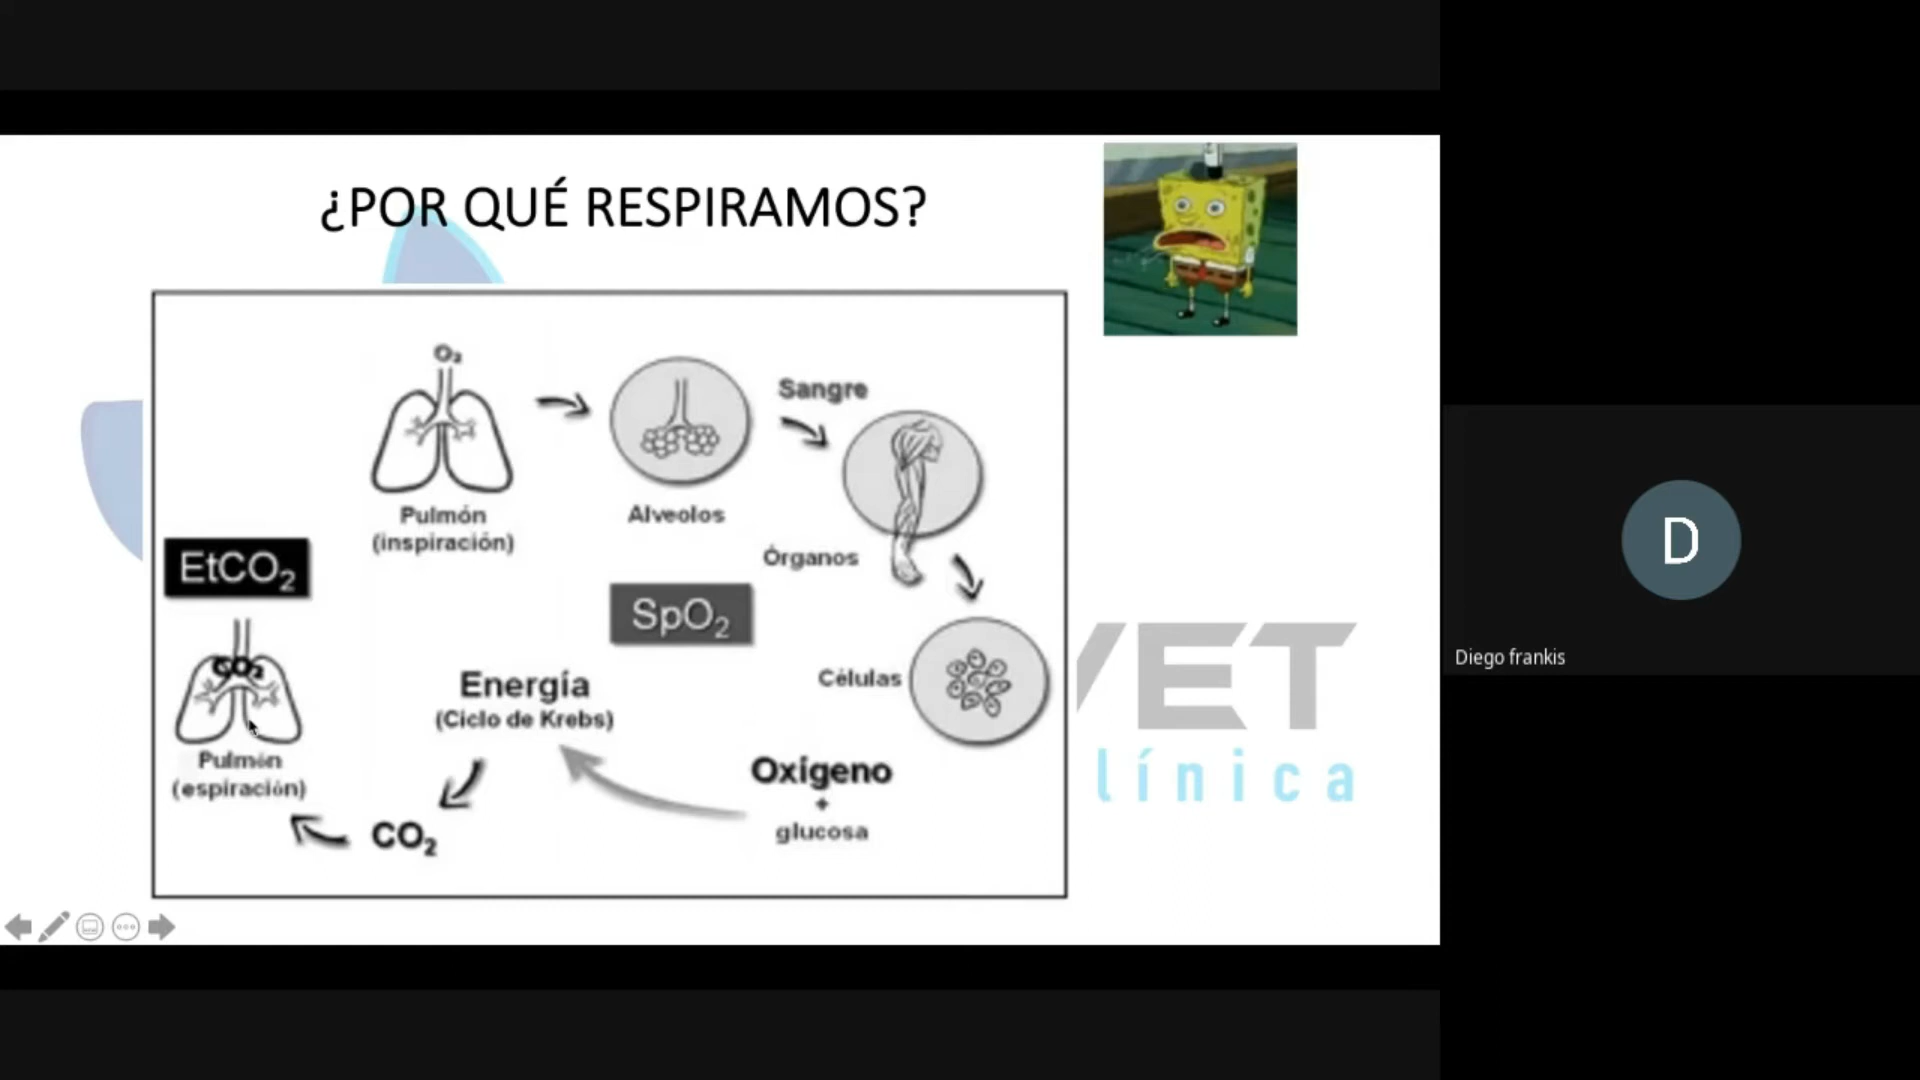 ¿POR QUÉ RESPIRAMOS?
O₂
Sangre
Pulmón
(inspiración)
Alveolos
Órganos
EtCO₂
SpO₂
CO₂
Energía
(Ciclo de Krebs)
Células
Pulmón
(espiración)
Oxígeno
+
glucosa
CO₂
VET
línica
D
Diego frankis